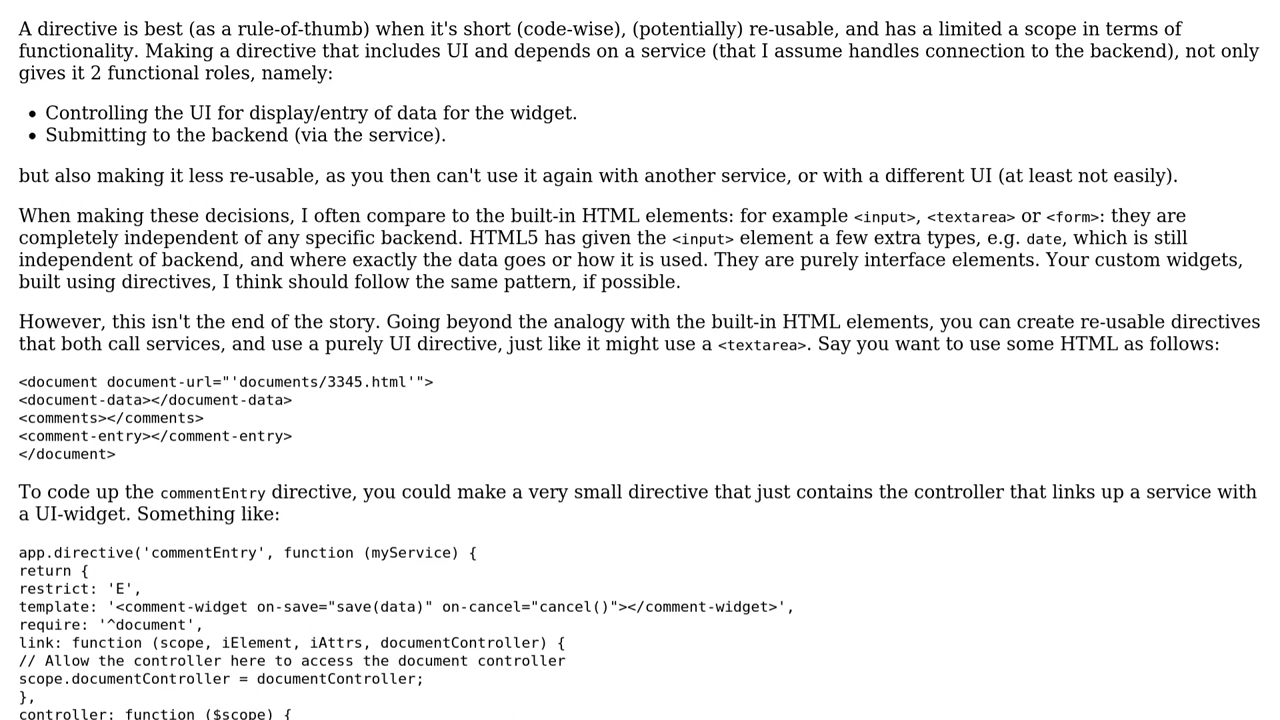 A directive is best (as a rule-of-thumb) when it's short (code-wise), (potentially) re-usable, and has a limited a scope in terms of
functionality. Making a directive that includes UI and depends on a service (that I assume handles connection to the backend), not only
gives it 2 functional roles, namely:
• Controlling the UI for display/entry of data for the widget.
• Submitting to the backend (via the service).
but also making it less re-usable, as you then can't use it again with another service, or with a different UI (at least not easily).
When making these decisions, I often compare to the built-in HTML elements: for example <input>, <textarea> or <form>: they are
completely independent of any specific backend. HTML5 has given the <input> element a few extra types, e.g. date, which is still
independent of backend, and where exactly the data goes or how it is used. They are purely interface elements. Your custom widgets,
built using directives, I think should follow the same pattern, if possible.
However, this isn't the end of the story. Going beyond the analogy with the built-in HTML elements, you can create re-usable directives
that both call services, and use a purely UI directive, just like it might use a <textarea>. Say you want to use some HTML as follows:
<document document-url="'documents/3345.html'">
<document-data></document-data>
<comments></comments>
<comment-entry></comment-entry>
</document>
To code up the commentEntry directive, you could make a very small directive that just contains the controller that links up a service with
a UI-widget. Something like:
app.directive('commentEntry', function (myService) {
return {
restrict: 'E',
template: '<comment-widget on-save="save(data)" on-cancel="cancel()"></comment-widget>',
require: '^document',
link: function (scope, iElement, iAttrs, documentController) {
// Allow the controller here to access the document controller
scope.documentController = documentController;
},
controller: function ($scope) {